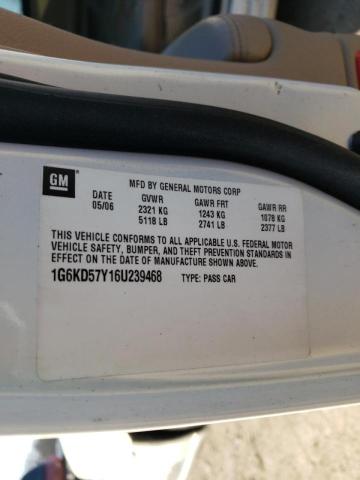 GM
MFD BY GENERAL MOTORS CORP
DATE GVWR GAWR FRT GAWR RR
05/06 2321 KG 1243 KG 1078 KG
5118 LB 2741 LB 2377 LB
THIS VEHICLE CONFORMS TO ALL APPLICABLE U.S. FEDERAL MOTOR
VEHICLE SAFETY, BUMPER, AND THEFT PREVENTION STANDARDS IN
EFFECT ON THE DATE OF MANUFACTURE SHOWN ABOVE.
1G6KD57Y16U239468 TYPE: PASS CAR